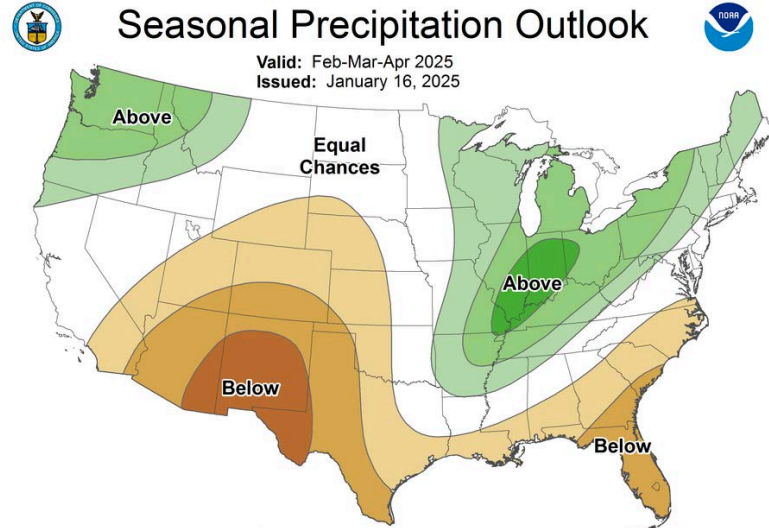 Seasonal Precipitation Outlook
NOAA
Valid: Feb-Mar-Apr 2025
Issued: January 16, 2025
Above
Equal
Chances
Above
Below
Below